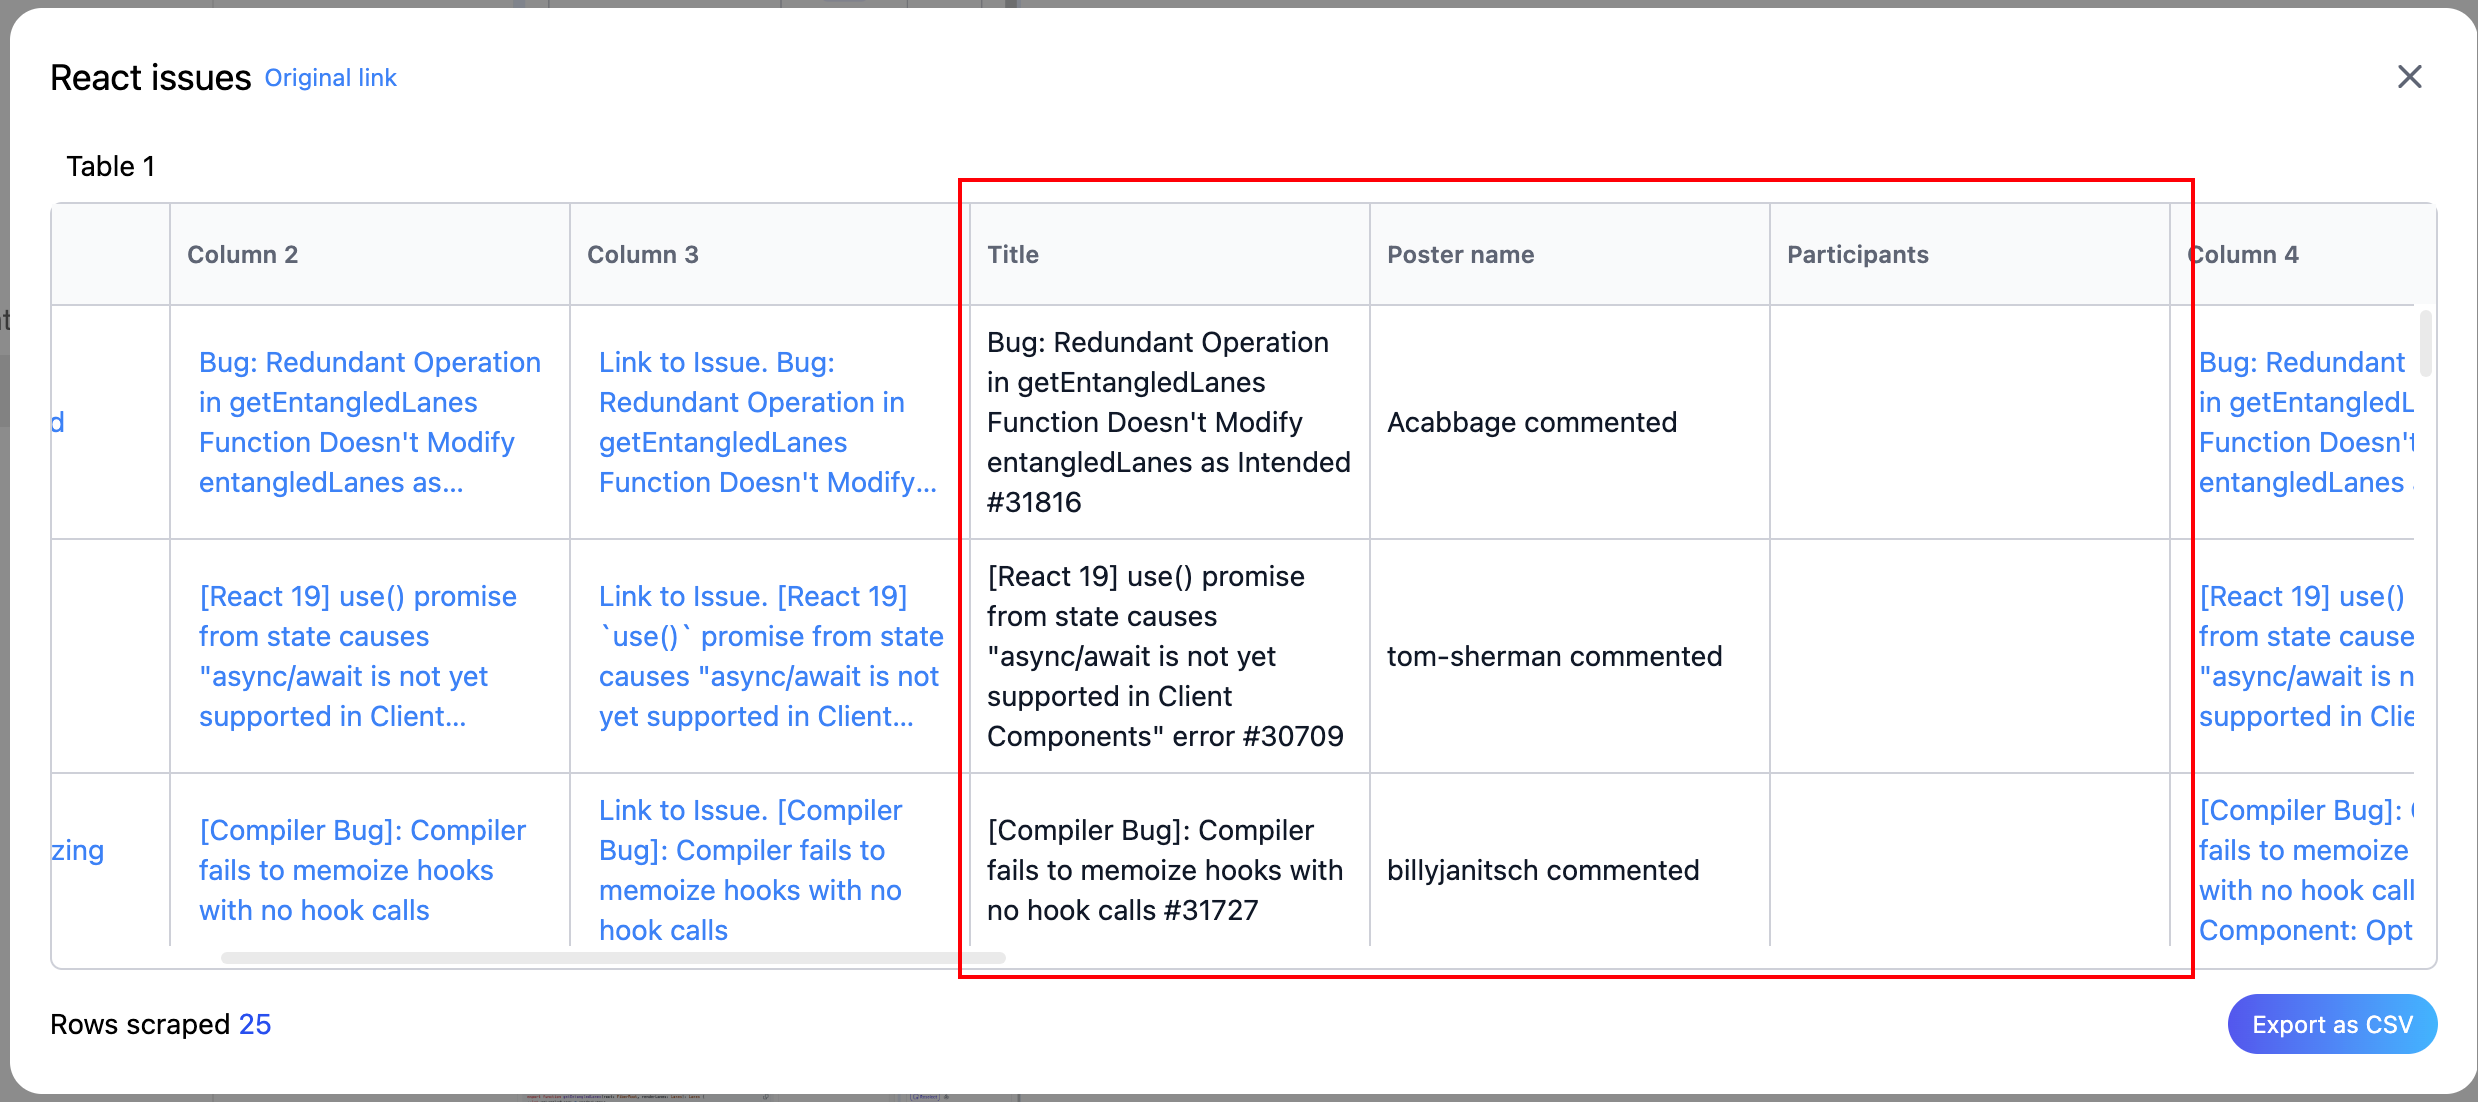 React issues Original link
Table 1
Column 2
Column 3
Title
Poster name
Participants
Column 4
d
Bug: Redundant Operation
in getEntangledLanes
Function Doesn't Modify
entangledLanes as...
Link to Issue. Bug:
Redundant Operation in
getEntangledLanes
Function Doesn't Modify...
Bug: Redundant Operation
in getEntangledLanes
Function Doesn't Modify
entangledLanes as Intended
#31816
Acabbage commented
Bug: Redundant
in getEntangledL
Function Doesn't
entangledLanes
[React 19] use() promise
from state causes
"async/await is not yet
supported in Client...
Link to Issue. [React 19]
`use()` promise from state
causes "async/await is not
yet supported in Client...
[React 19] use() promise
from state causes
"async/await is not yet
supported in Client
Components" error #30709
tom-sherman commented
[React 19] use()
from state cause
"async/await is n
supported in Clie
zing
[Compiler Bug]: Compiler
fails to memoize hooks
with no hook calls
Link to Issue. [Compiler
Bug]: Compiler fails to
memoize hooks with no
hook calls
[Compiler Bug]: Compiler
fails to memoize hooks with
no hook calls #31727
billyjanitsch commented
[Compiler Bug]:
fails to memoize
with no hook call
Component: Opt
Rows scraped 25
Export as CSV